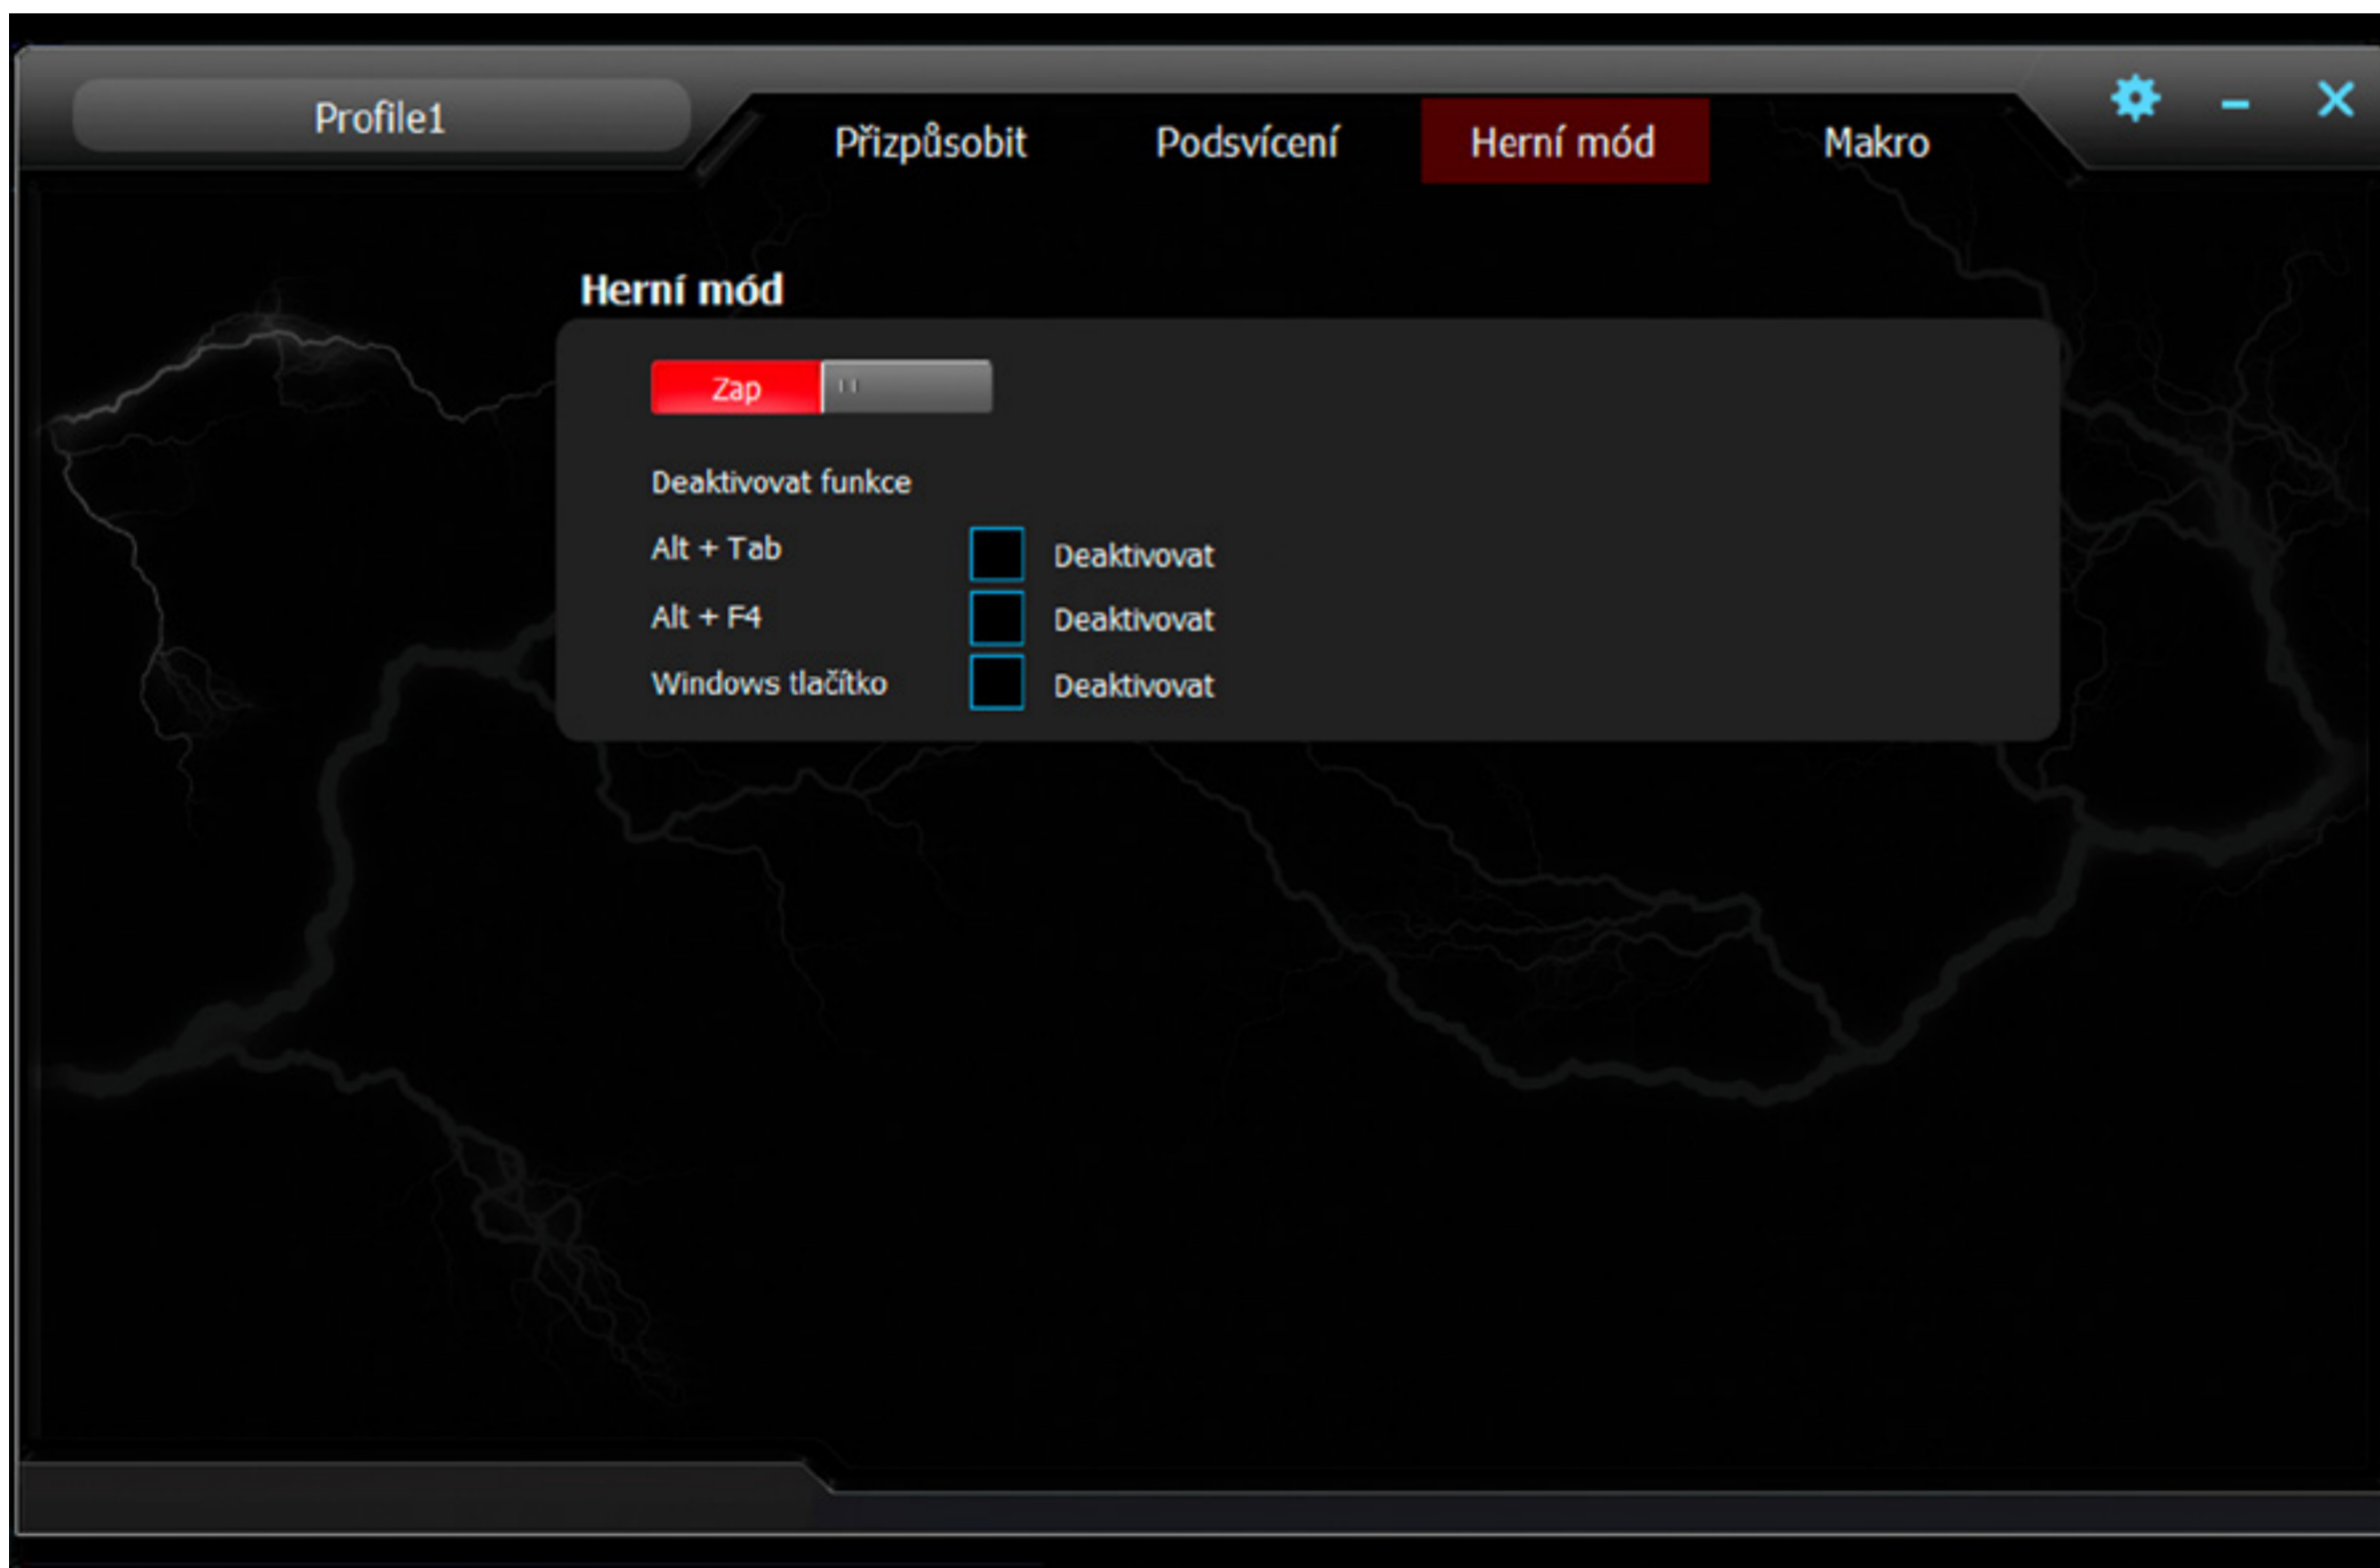 Profile1
Přizpůsobit Podsvícení Herní mód Makro
Herní mód
Zap
Deaktivovat funkce
Alt + Tab Deaktivovat
Alt + F4 Deaktivovat
Windows tlačítko Deaktivovat